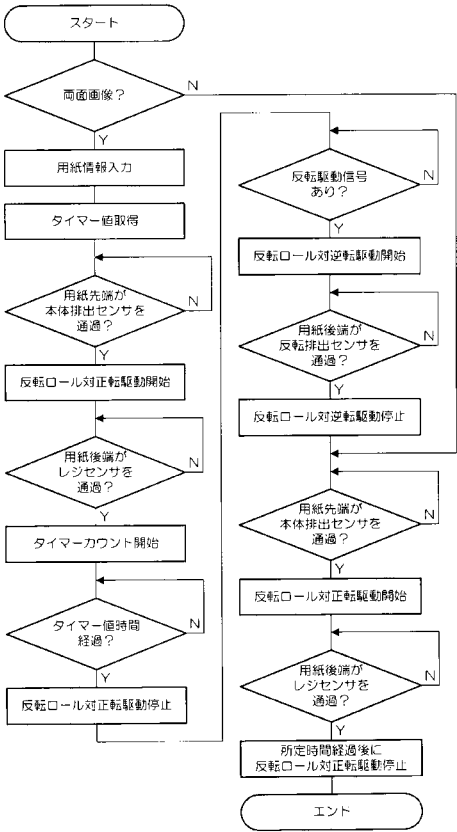 スタート
両面画像?
N
Y
用紙情報入力
タイマー値取得
用紙先端が
本体排出センサを
通過?
N
Y
反転ロール対正転駆動開始
用紙後端が
レジセンサを
通過?
N
Y
タイマーカウント開始
タイマー値時間
経過?
N
Y
反転ロール対正転駆動停止
反転駆動信号
あり?
N
Y
反転ロール対逆転駆動開始
用紙後端が
反転排出センサを
通過?
N
Y
反転ロール対逆転駆動停止
用紙先端が
本体排出センサを
通過?
N
Y
反転ロール対正転駆動開始
用紙後端が
レジセンサを
通過?
N
Y
所定時間経過後に
反転ロール対正転駆動停止
エンド